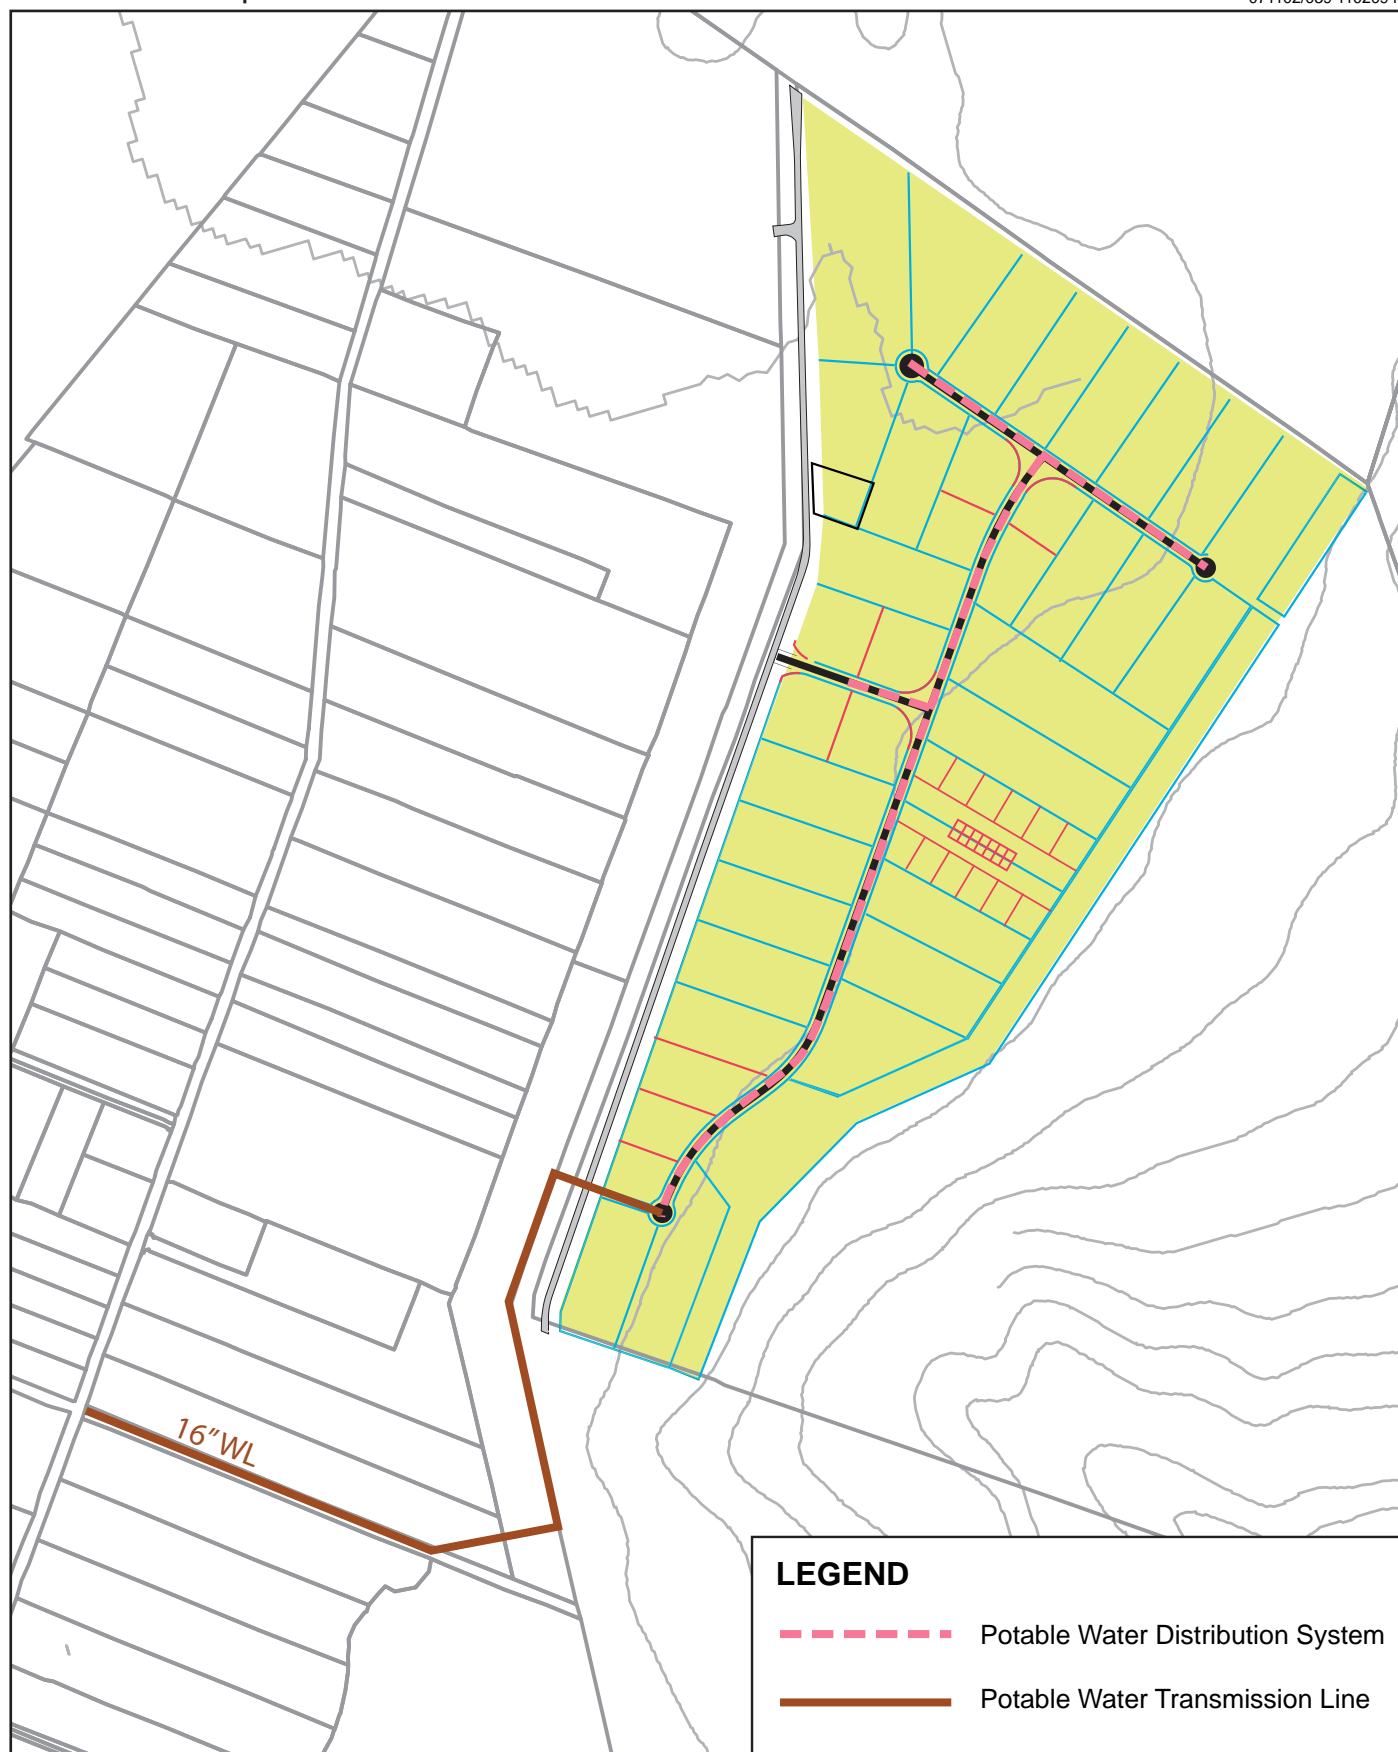 16″WL
LEGEND
Potable Water Distribution System
Potable Water Transmission Line